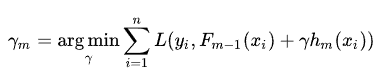 γ_m = arg min_γ ∑_{i=1}^{n} L(y_i, F_{m−1}(x_i) + γh_m(x_i))